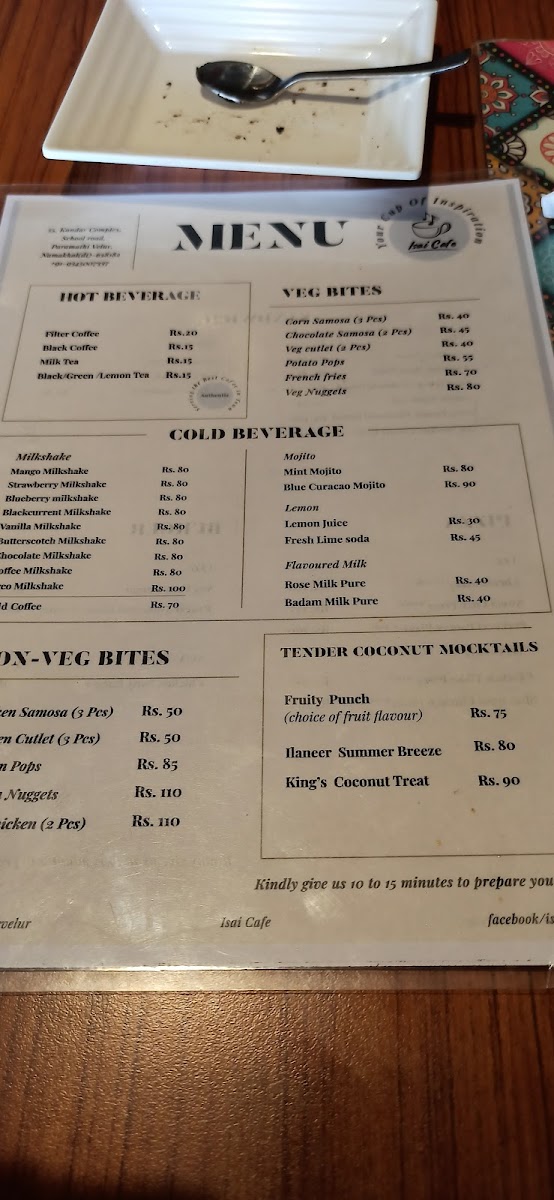 MENU
Your Cup Of Inspiration
Isai Cafe
School road,
HOT BEVERAGE
Filter Coffee Rs.20
Black Coffee Rs.15
Milk Tea Rs.15
Black/Green /Lemon Tea Rs.15
Authentic
VEG BITES
Corn Samosa (3 Pcs) Rs. 40
Chocolate Samosa (2 Pcs) Rs. 45
Veg cutlet (2 Pcs) Rs. 40
Potato Pops Rs. 55
French fries Rs. 70
Veg Nuggets Rs. 80
COLD BEVERAGE
Milkshake
Mango Milkshake Rs. 80
Strawberry Milkshake Rs. 80
Blueberry milkshake Rs. 80
Blackcurrent Milkshake Rs. 80
Vanilla Milkshake Rs. 80
Butterscotch Milkshake Rs. 80
Chocolate Milkshake Rs. 80
offee Milkshake Rs. 80
eo Milkshake Rs. 100
ld Coffee Rs. 70
Mojito
Mint Mojito Rs. 80
Blue Curacao Mojito Rs. 90
Lemon
Lemon Juice Rs. 30
Fresh Lime soda Rs. 45
Flavoured Milk
Rose Milk Pure Rs. 40
Badam Milk Pure Rs. 40
ON-VEG BITES
ken Samosa (3 Pcs) Rs. 50
en Cutlet (3 Pcs) Rs. 50
n Pops Rs. 85
Nuggets Rs. 110
hicken (2 Pcs) Rs. 110
TENDER COCONUT MOCKTAILS
Fruity Punch
(choice of fruit flavour) Rs. 75
Ilaneer Summer Breeze Rs. 80
King's Coconut Treat Rs. 90
Kindly give us 10 to 15 minutes to prepare you
velur Isai Cafe facebook/is